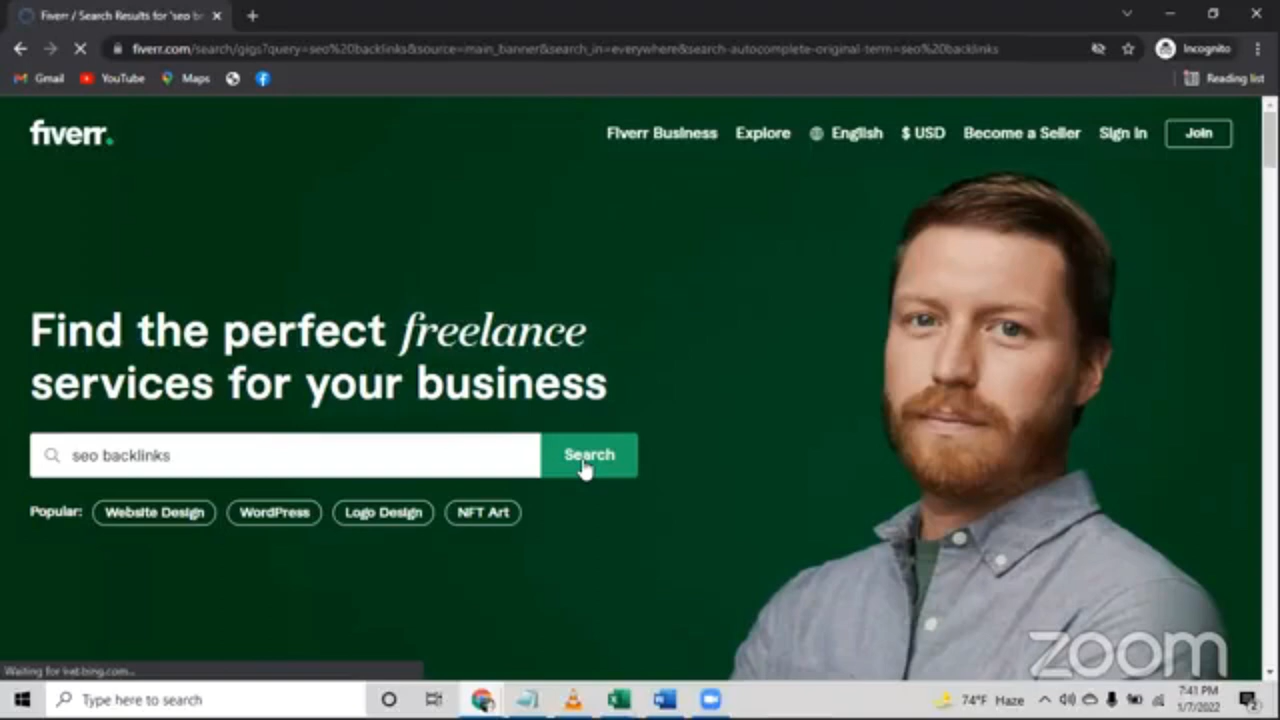 Fiverr / Search Results for 'seo b
fiverr.com/search/gigs?query=seo%20backlinks&source=main_banner&search_in=everywhere&search-autocomplete-original-term=seo%20backlinks
Incognito
Gmail YouTube Maps Reading list
fiverr. Fiverr Business Explore English $ USD Become a Seller Sign in Join
Find the perfect freelance
services for your business
seo backlinks Search
Popular: Website Design WordPress Logo Design NFT Art
zoom
Type here to search 74°F Haze 7:41 PM
1/7/2022